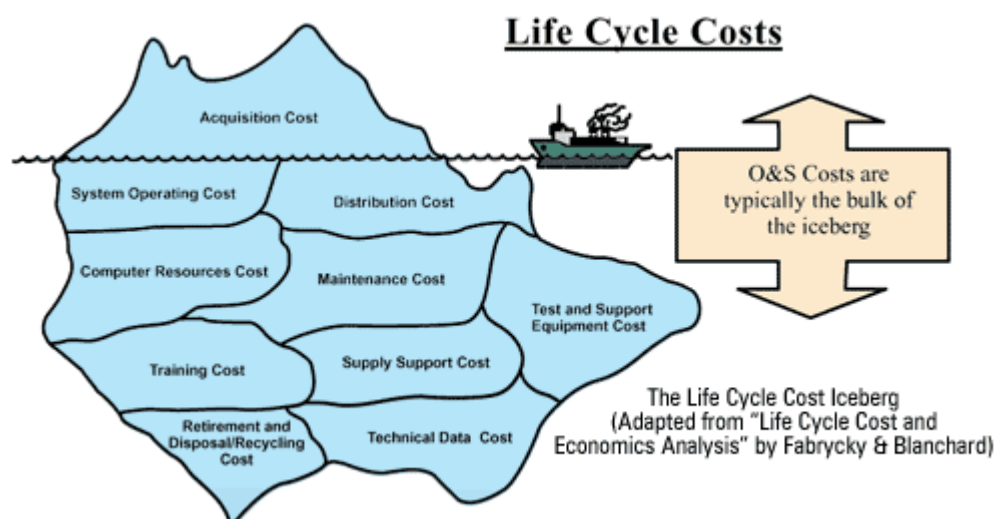 Life Cycle Costs
Acquisition Cost
System Operating Cost
Distribution Cost
O&S Costs are
typically the bulk of
the iceberg
Computer Resources Cost
Maintenance Cost
Test and Support
Equipment Cost
Training Cost
Supply Support Cost
Retirement and
Disposal/Recycling
Cost
Technical Data Cost
The Life Cycle Cost Iceberg
(Adapted from “Life Cycle Cost and
Economics Analysis” by Fabrycky & Blanchard)